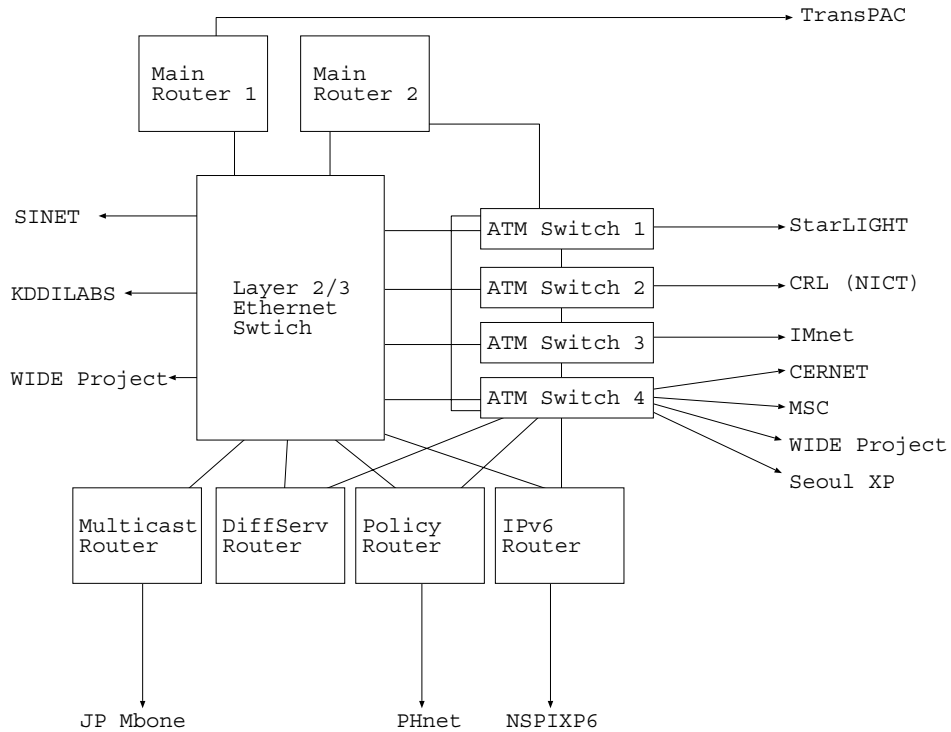 TransPAC
Main
Router 1
Main
Router 2
SINET
KDDILABS
WIDE Project
Layer 2/3
Ethernet
Swtich
ATM Switch 1
ATM Switch 2
ATM Switch 3
ATM Switch 4
StarLIGHT
CRL (NICT)
IMnet
CERNET
MSC
WIDE Project
Seoul XP
Multicast
Router
DiffServ
Router
Policy
Router
IPv6
Router
JP Mbone
PHnet
NSPIXP6